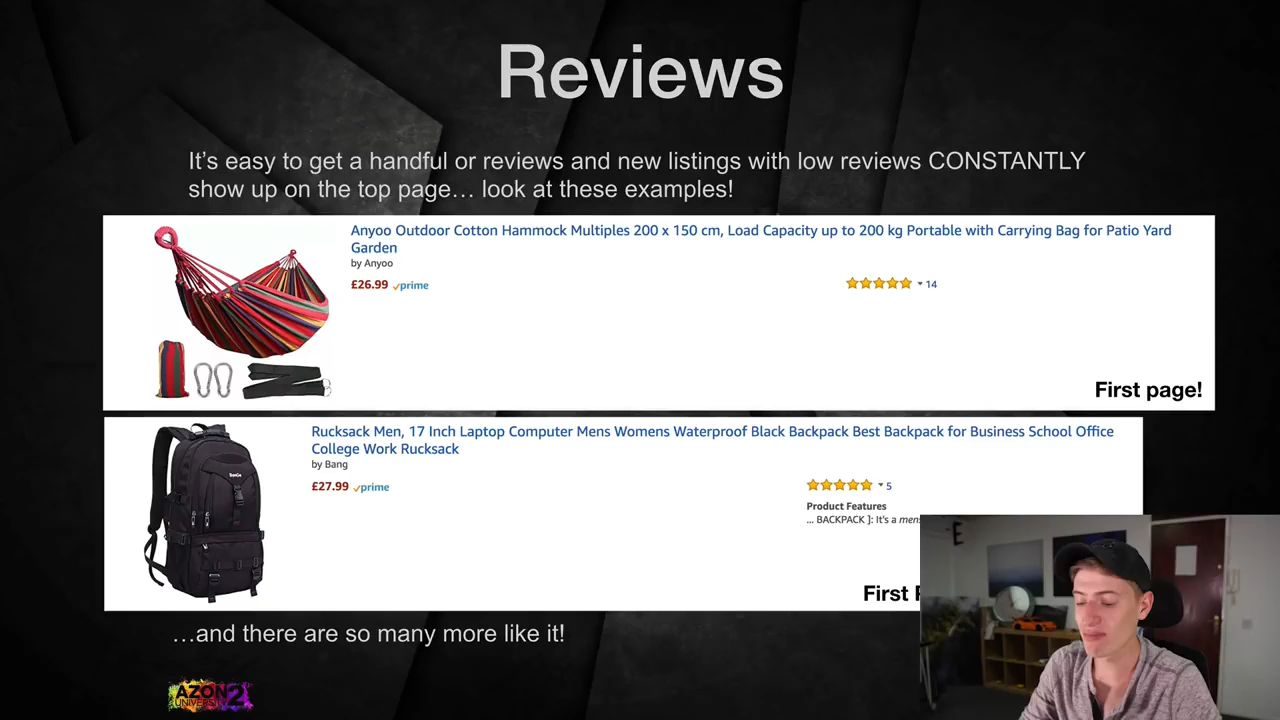 Reviews
It's easy to get a handful or reviews and new listings with low reviews CONSTANTLY
show up on the top page… look at these examples!
Anyoo Outdoor Cotton Hammock Multiples 200 x 150 cm, Load Capacity up to 200 kg Portable with Carrying Bag for Patio Yard
Garden
by Anyoo
£26.99 prime
14
First page!
Rucksack Men, 17 Inch Laptop Computer Mens Womens Waterproof Black Backpack Best Backpack for Business School Office
College Work Rucksack
by Bang
£27.99 prime
5
Product Features
... BACKPACK ]: It's a mens
First
…and there are so many more like it!
AZON 2
UNIVERSITY